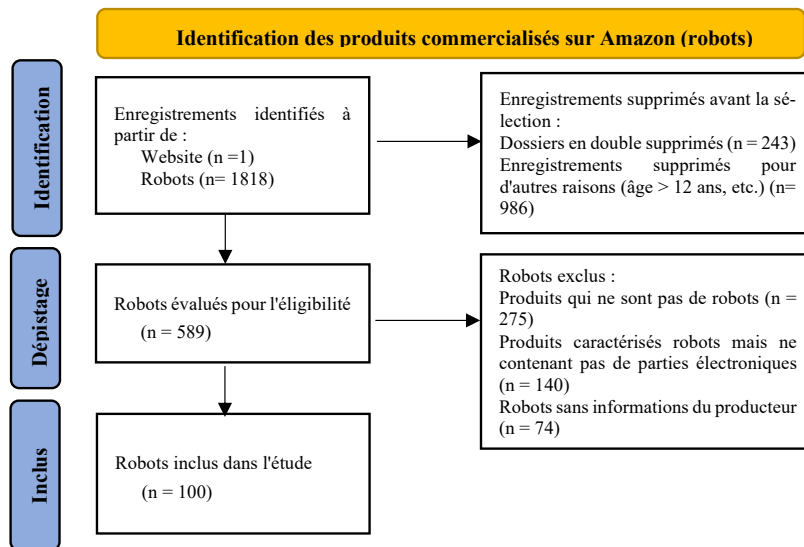 Identification des produits commercialisés sur Amazon (robots)
Identification
Enregistrements identifiés à
partir de :
Website (n =1)
Robots (n= 1818)
Enregistrements supprimés avant la sé-
lection :
Dossiers en double supprimés (n = 243)
Enregistrements supprimés pour
d'autres raisons (âge > 12 ans, etc.) (n=
986)
Dépistage
Robots évalués pour l'éligibilité
(n = 589)
Robots exclus :
Produits qui ne sont pas de robots (n =
275)
Produits caractérisés robots mais ne
contenant pas de parties électroniques
(n = 140)
Robots sans informations du producteur
(n = 74)
Inclus
Robots inclus dans l'étude
(n = 100)